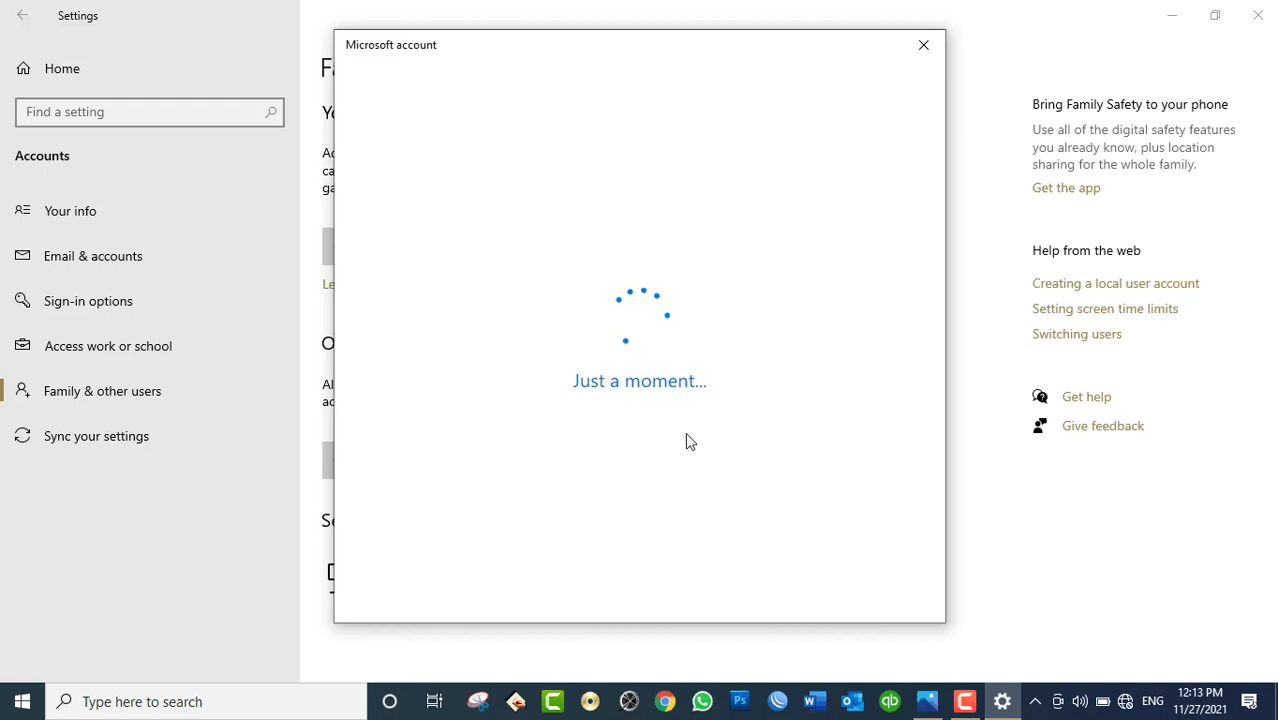 Settings
Home
Find a setting
Accounts
Your info
Email & accounts
Sign-in options
Access work or school
Family & other users
Sync your settings
Microsoft account
Just a moment...
Bring Family Safety to your phone
Use all of the digital safety features
you already know, plus location
sharing for the whole family.
Get the app
Help from the web
Creating a local user account
Setting screen time limits
Switching users
Get help
Give feedback
Type here to search
Ps
qb
ENG
12:13 PM
11/27/2021